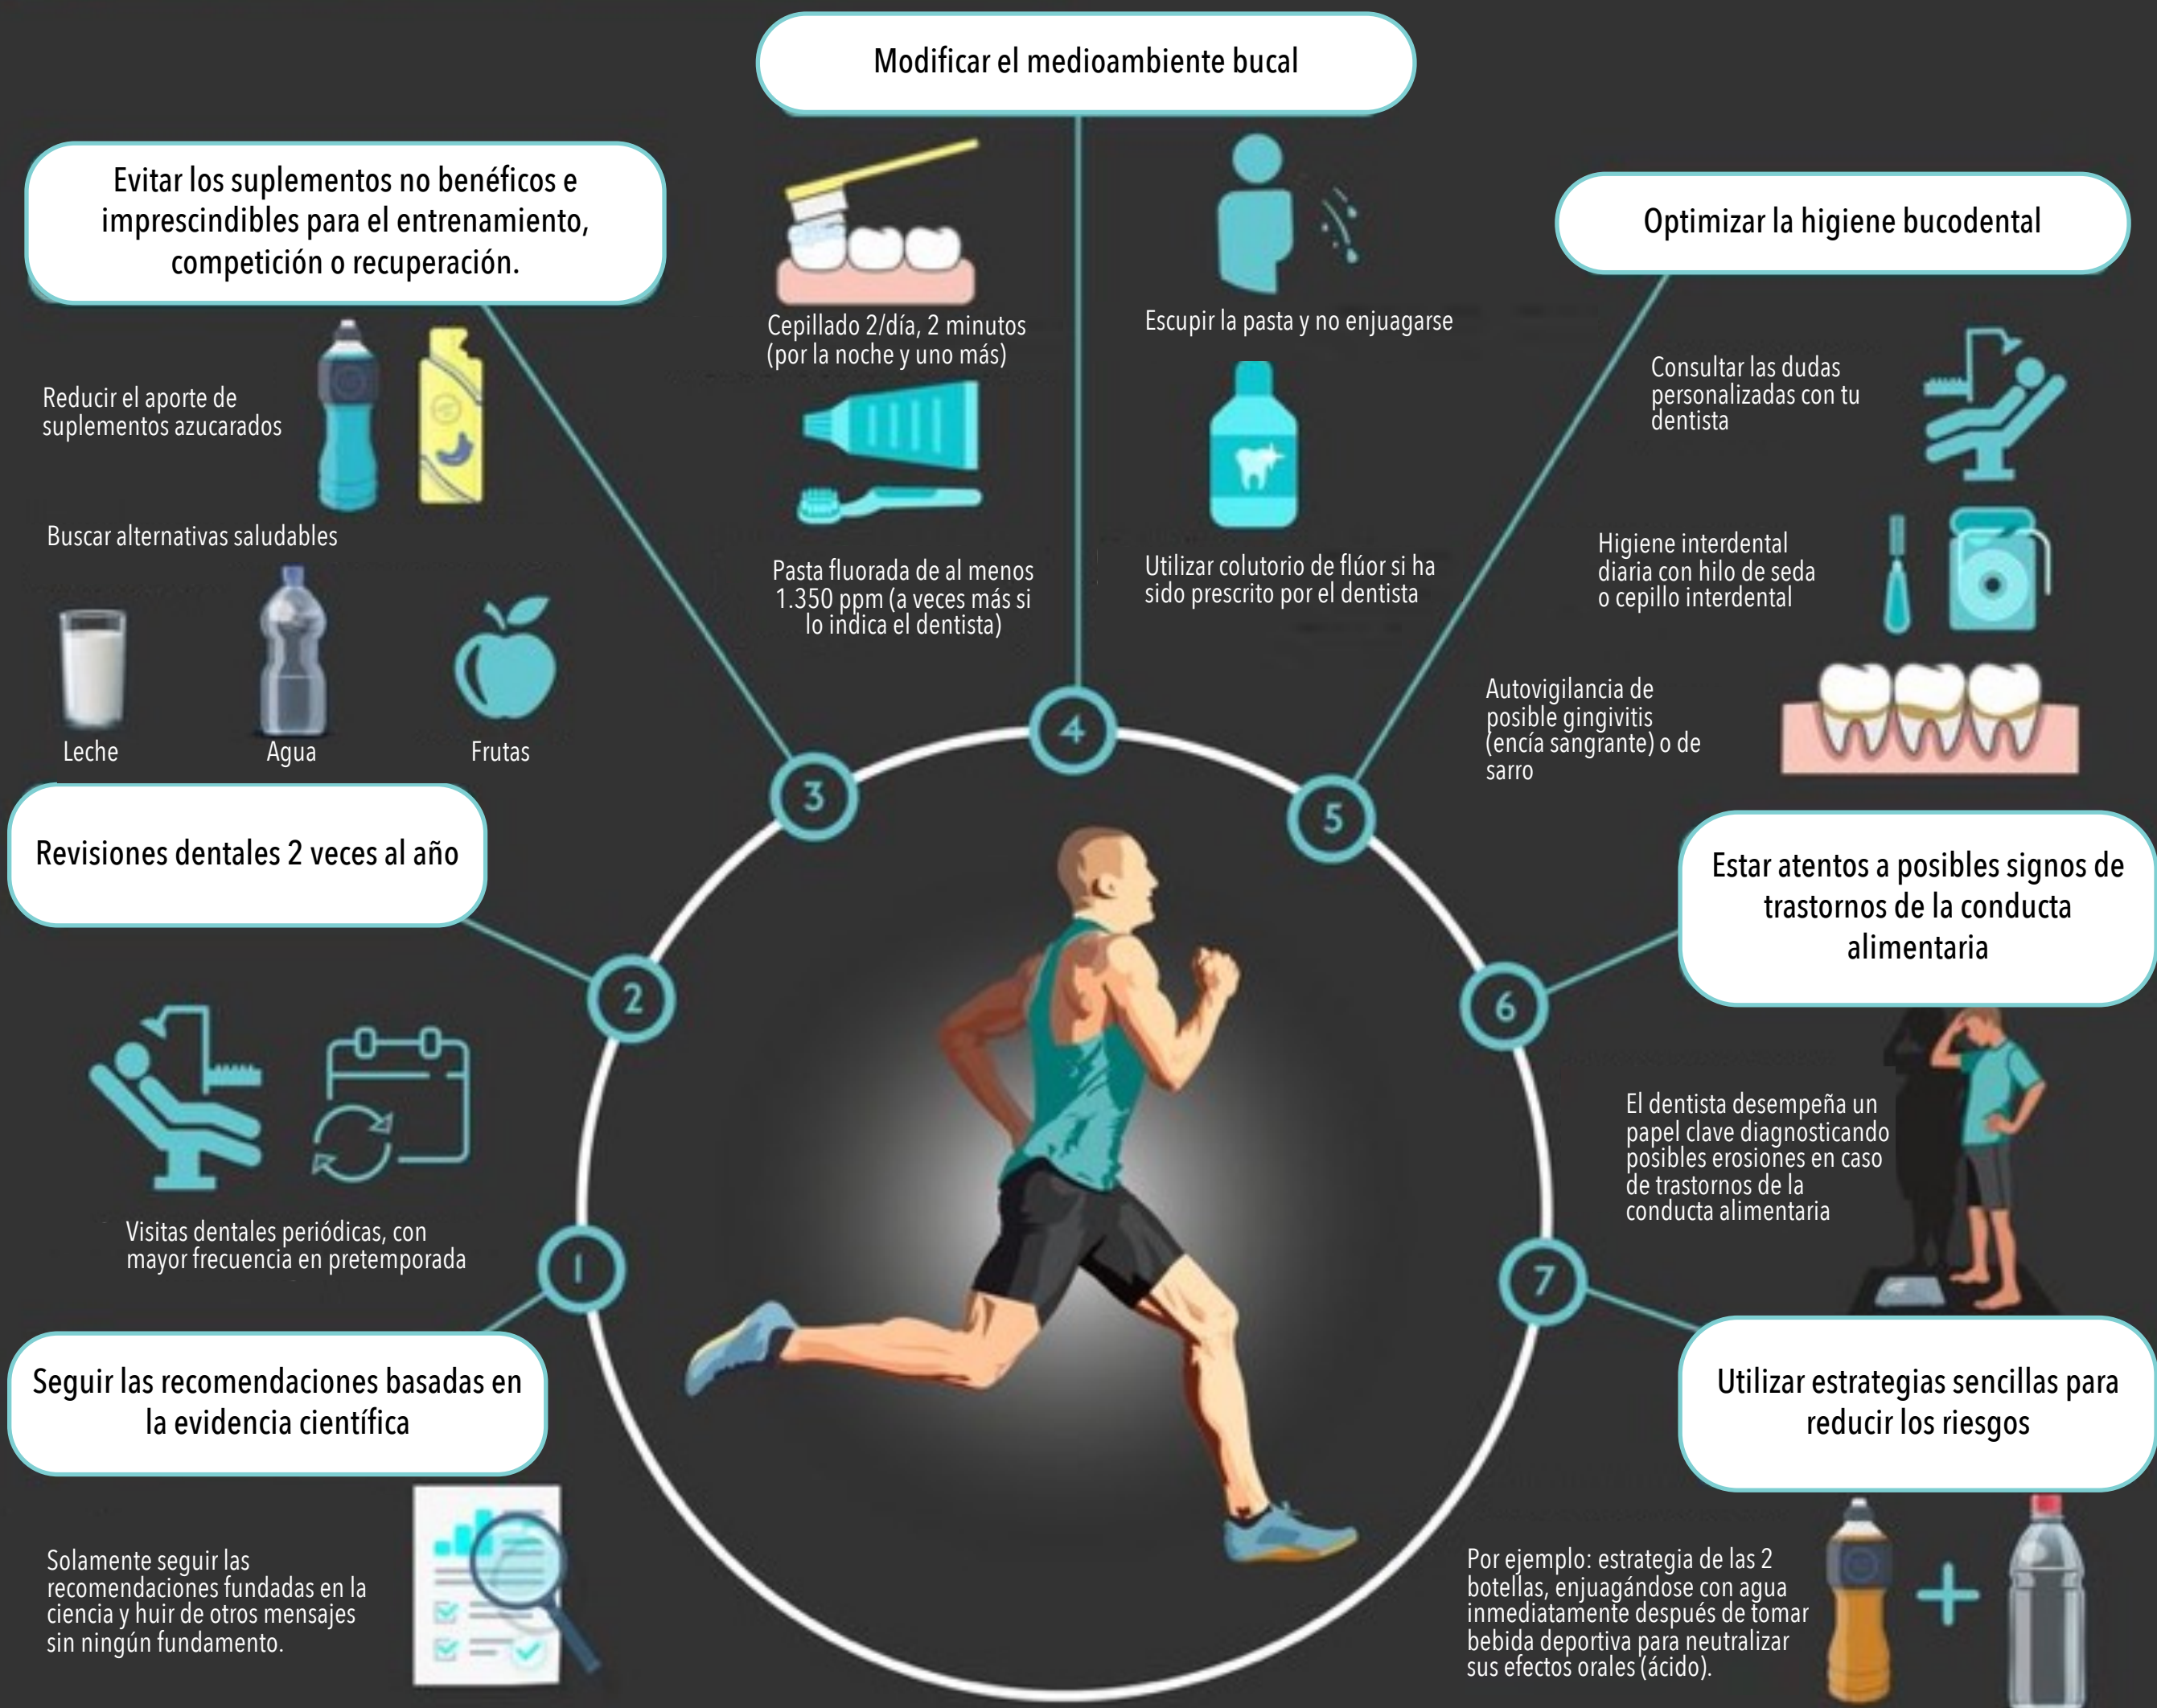 Modificar el medioambiente bucal
Cepillado 2/día, 2 minutos
(por la noche y uno más)
Pasta fluorada de al menos
1.350 ppm (a veces más si
lo indica el dentista)
Escupir la pasta y no enjuagarse
Utilizar colutorio de flúor si ha
sido prescrito por el dentista
Evitar los suplementos no benéficos e
imprescindibles para el entrenamiento,
competición o recuperación.
Reducir el aporte de
suplementos azucarados
Buscar alternativas saludables
Leche
Agua
Frutas
Optimizar la higiene bucodental
Consultar las dudas
personalizadas con tu
dentista
Higiene interdental
diaria con hilo de seda
o cepillo interdental
Autovigilancia de
posible gingivitis
(encía sangrante) o de
sarro
4
3
5
Revisiones dentales 2 veces al año
2
Visitas dentales periódicas, con
mayor frecuencia en pretemporada
Estar atentos a posibles signos de
trastornos de la conducta
alimentaria
6
El dentista desempeña un
papel clave diagnosticando
posibles erosiones en caso
de trastornos de la
conducta alimentaria
1
Seguir las recomendaciones basadas en
la evidencia científica
Solamente seguir las
recomendaciones fundadas en la
ciencia y huir de otros mensajes
sin ningún fundamento.
7
Utilizar estrategias sencillas para
reducir los riesgos
Por ejemplo: estrategia de las 2
botellas, enjuagándose con agua
inmediatamente después de tomar
bebida deportiva para neutralizar
sus efectos orales (ácido).